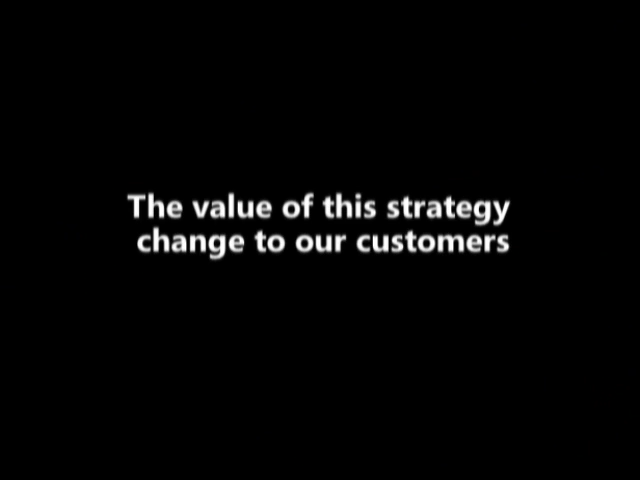 The value of this strategy
change to our customers